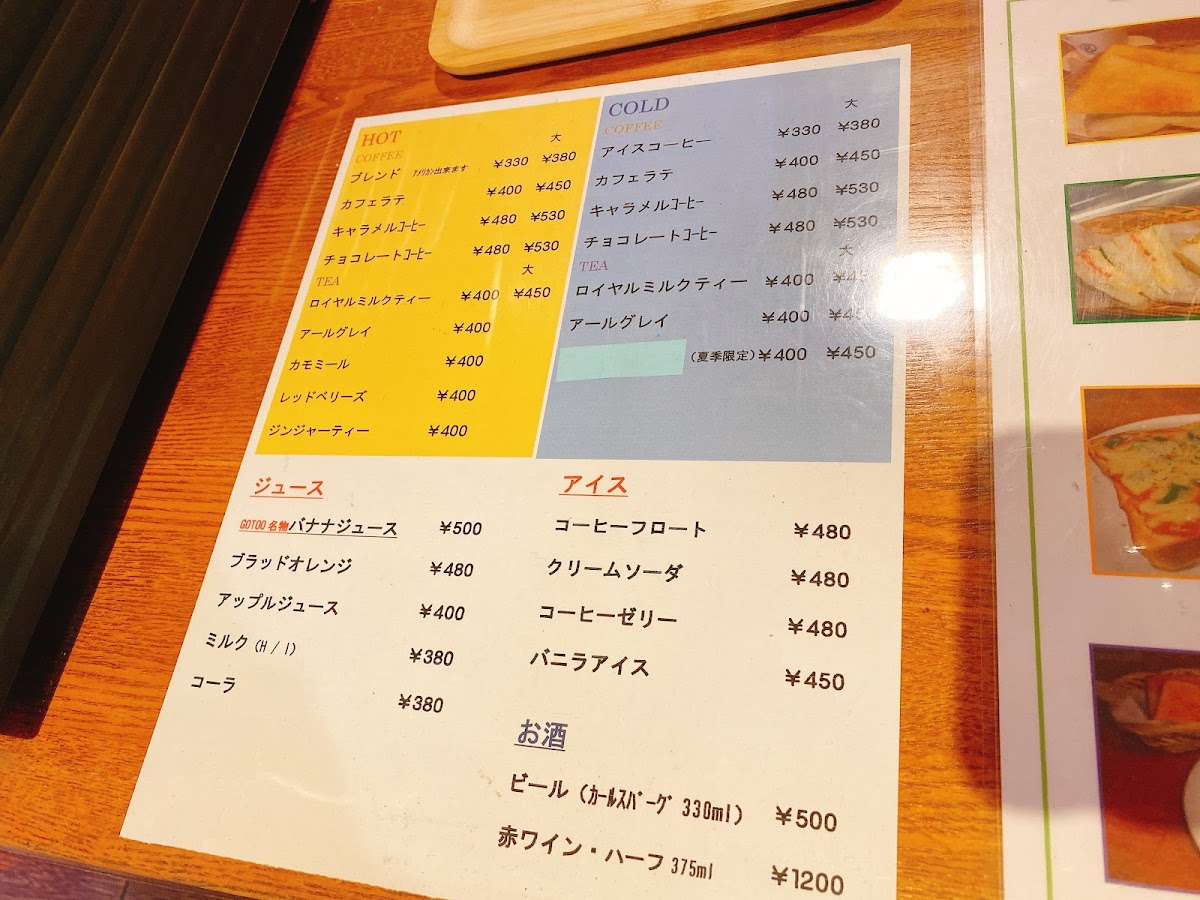 HOT
COFFEE 大
ブレンド ｱﾒﾘｶﾝ出来ます ￥330 ￥380
カフェラテ ￥400 ￥450
キャラメルｺｰﾋｰ ￥480 ￥530
チョコレートｺｰﾋｰ ￥480 ￥530
TEA 大
ロイヤルミルクティー ￥400 ￥450
アールグレイ ￥400
カモミール ￥400
レッドベリーズ ￥400
ジンジャーティー ￥400
COLD 大
COFFEE
アイスコーヒー ￥330 ￥380
カフェラテ ￥400 ￥450
キャラメルｺｰﾋｰ ￥480 ￥530
チョコレートｺｰﾋｰ ￥480 ￥530
TEA 大
ロイヤルミルクティー ￥400
アールグレイ ￥400
(夏季限定) ￥400 ￥450
ジュース
GOTOO 名物バナナジュース ￥500
ブラッドオレンジ ￥480
アップルジュース ￥400
ミルク (H / I) ￥380
コーラ ￥380
アイス
コーヒーフロート ￥480
クリームソーダ ￥480
コーヒーゼリー ￥480
バニラアイス ￥450
お酒
ビール (ｶｰﾙｽﾊﾞｰｸﾞ 330ml) ￥500
赤ワイン・ハーフ 375ml ￥1200